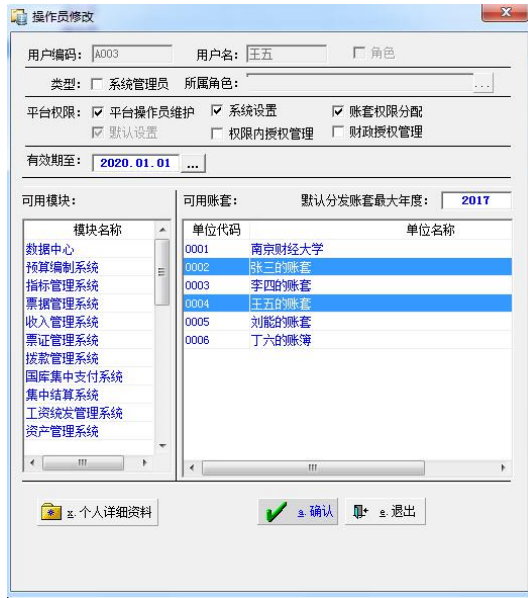 操作员修改
用户编码: A003 用户名: 王五 角色
类型: 系统管理员 所属角色: ...
平台权限: 平台操作员维护 系统设置 账套权限分配
默认设置 权限内授权管理 财政授权管理
有效期至: 2020.01.01 ...
可用模块: 可用账套: 默认分发账套最大年度: 2017
模块名称 单位代码 单位名称
数据中心 0001 南京财经大学
预算编制系统 0002 张三的账套
指标管理系统 0003 李四的账套
票据管理系统 0004 王五的账套
收入管理系统 0005 刘能的账套
票证管理系统 0006 丁六的账簿
拨款管理系统
国库集中支付系统
集中结算系统
工资统发管理系统
资产管理系统
z.个人详细资料 a.确认 e.退出